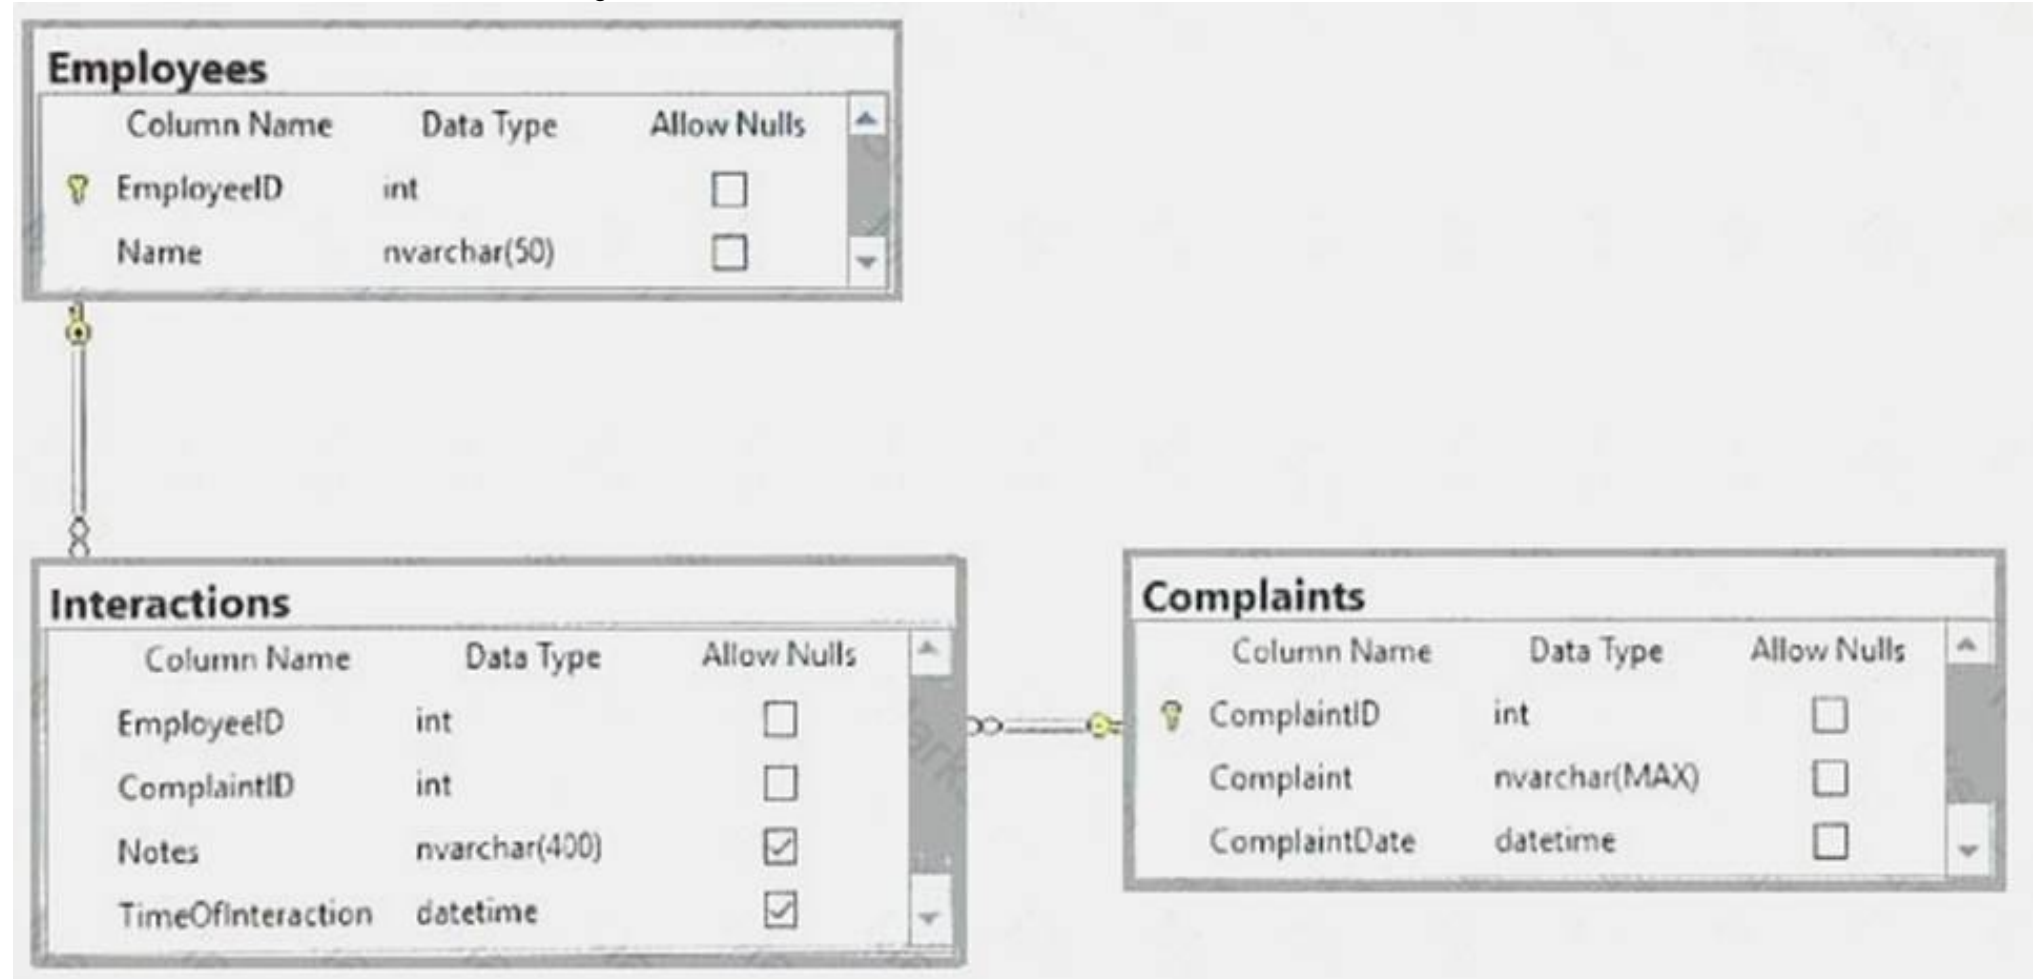 Employees
Column Name Data Type Allow Nulls
EmployeeID int
Name nvarchar(50)
Interactions
Column Name Data Type Allow Nulls
EmployeeID int
ComplaintID int
Notes nvarchar(400)
TimeOfInteraction datetime
Complaints
Column Name Data Type Allow Nulls
ComplaintID int
Complaint nvarchar(MAX)
ComplaintDate datetime